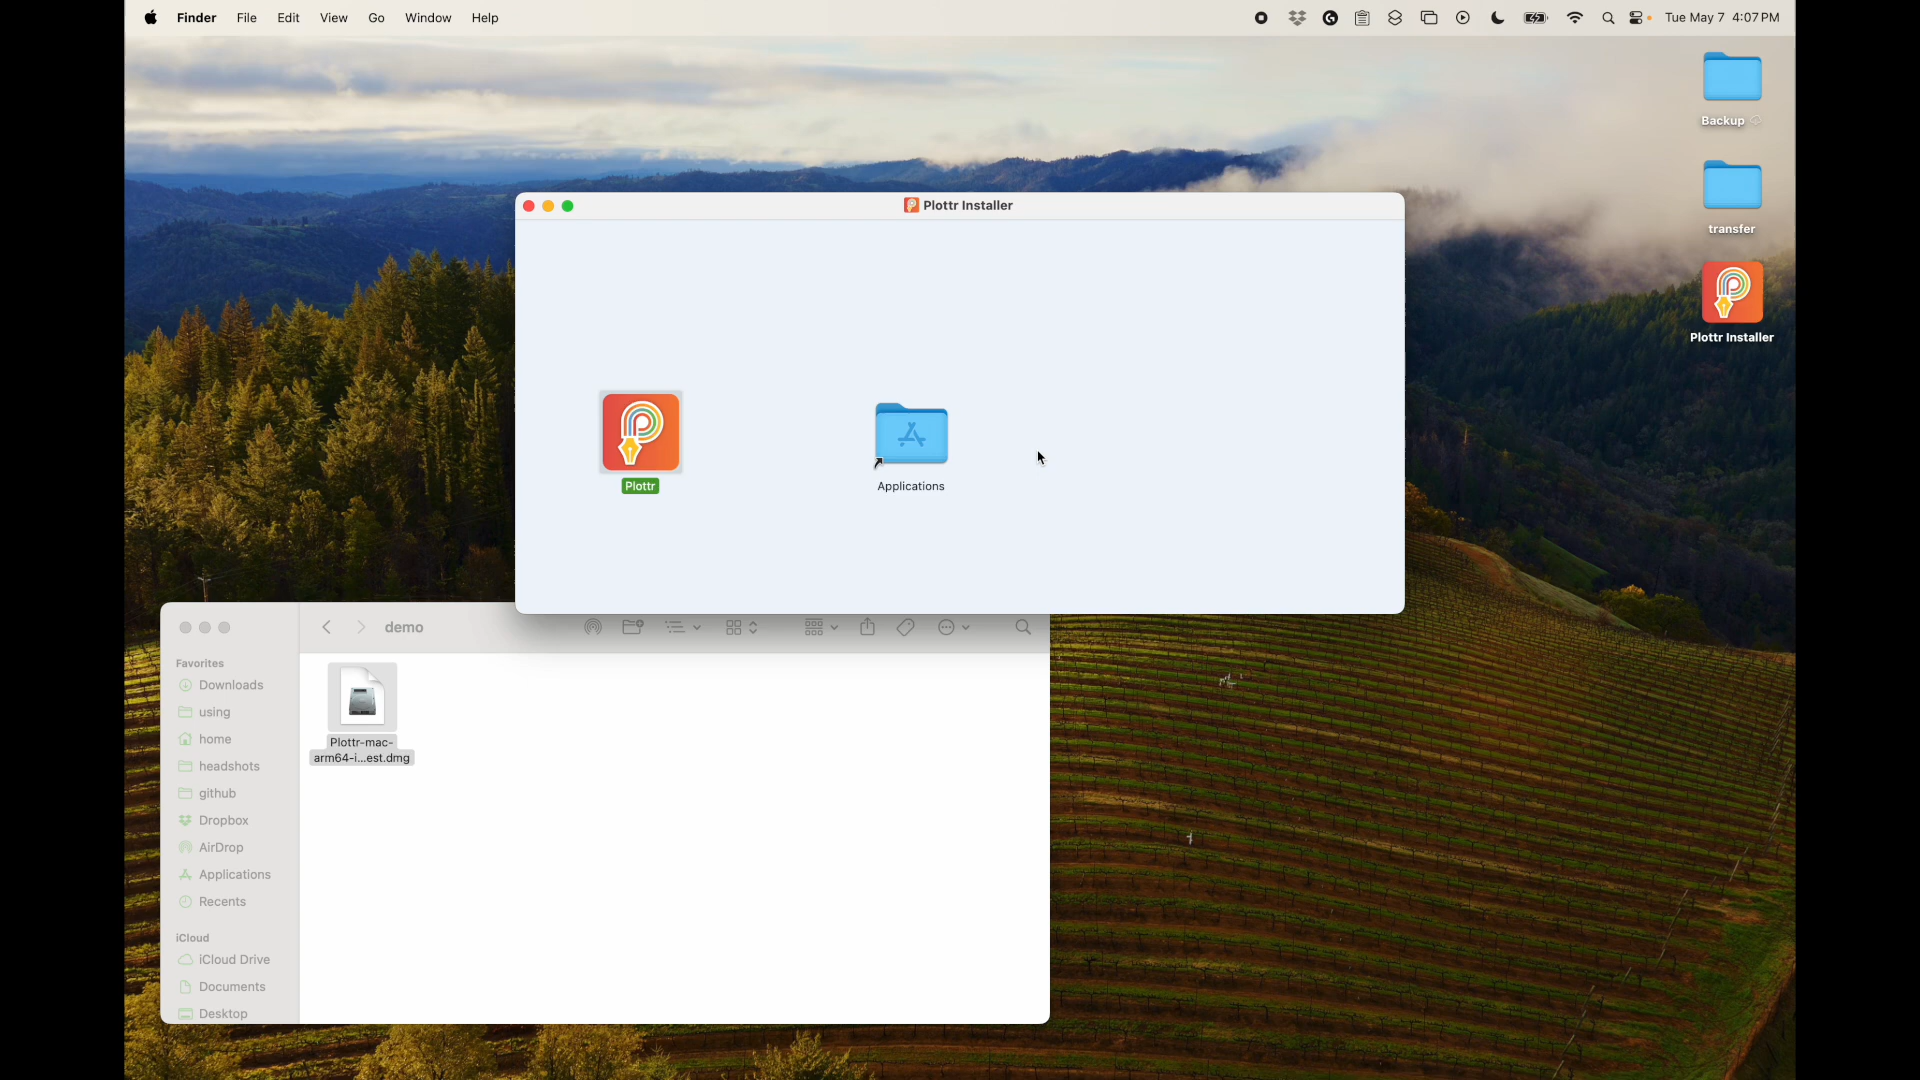 Finder File Edit View Go Window Help Tue May 7 4:07 PM
Backup
transfer
Plottr Installer
Plottr Installer
Plottr
Applications
demo
Favorites
Downloads
using
home
headshots
github
Dropbox
AirDrop
Applications
Recents
iCloud
iCloud Drive
Documents
Desktop
Plottr-mac-
arm64-i...est.dmg